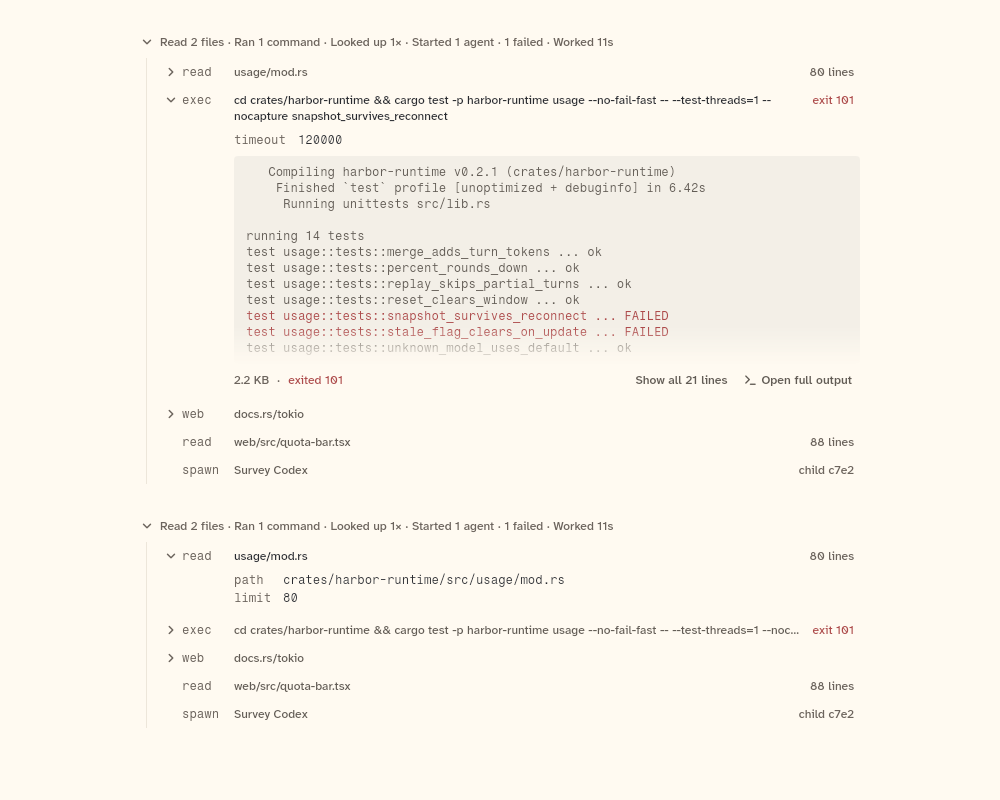 Read 2 files · Ran 1 command · Looked up 1× · Started 1 agent · 1 failed · Worked 11s
read usage/mod.rs 80 lines
exec cd crates/harbor-runtime && cargo test -p harbor-runtime usage --no-fail-fast -- --test-threads=1 -- exit 101
nocapture snapshot_survives_reconnect
timeout 120000
Compiling harbor-runtime v0.2.1 (crates/harbor-runtime)
Finished `test` profile [unoptimized + debuginfo] in 6.42s
Running unittests src/lib.rs
running 14 tests
test usage::tests::merge_adds_turn_tokens ... ok
test usage::tests::percent_rounds_down ... ok
test usage::tests::replay_skips_partial_turns ... ok
test usage::tests::reset_clears_window ... ok
test usage::tests::snapshot_survives_reconnect ... FAILED
test usage::tests::stale_flag_clears_on_update ... FAILED
test usage::tests::unknown_model_uses_default ... ok
2.2 KB · exited 101 Show all 21 lines Open full output
web docs.rs/tokio
read web/src/quota-bar.tsx 88 lines
spawn Survey Codex child c7e2
Read 2 files · Ran 1 command · Looked up 1× · Started 1 agent · 1 failed · Worked 11s
read usage/mod.rs 80 lines
path crates/harbor-runtime/src/usage/mod.rs
limit 80
exec cd crates/harbor-runtime && cargo test -p harbor-runtime usage --no-fail-fast -- --test-threads=1 --noc... exit 101
web docs.rs/tokio
read web/src/quota-bar.tsx 88 lines
spawn Survey Codex child c7e2